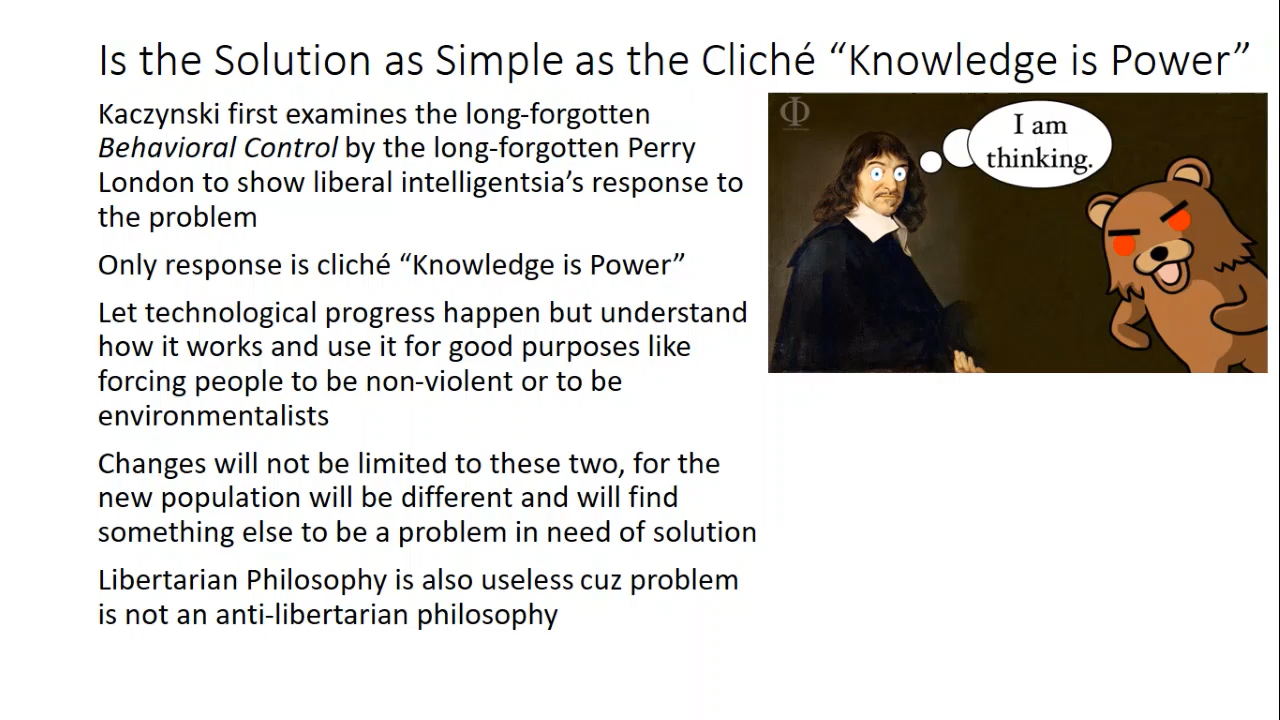 Is the Solution as Simple as the Cliché “Knowledge is Power”
Kaczynski first examines the long-forgotten
Behavioral Control by the long-forgotten Perry
London to show liberal intelligentsia’s response to
the problem
Only response is cliché “Knowledge is Power”
Let technological progress happen but understand
how it works and use it for good purposes like
forcing people to be non-violent or to be
environmentalists
Changes will not be limited to these two, for the
new population will be different and will find
something else to be a problem in need of solution
Libertarian Philosophy is also useless cuz problem
is not an anti-libertarian philosophy
Φ
I am
thinking.